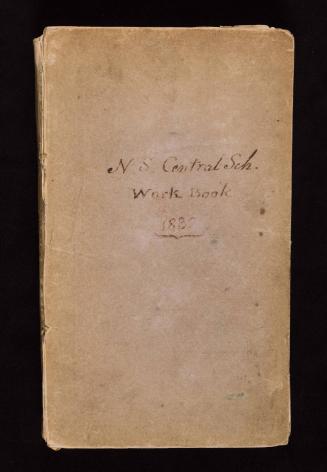 N S. Central Sch.
Work Book